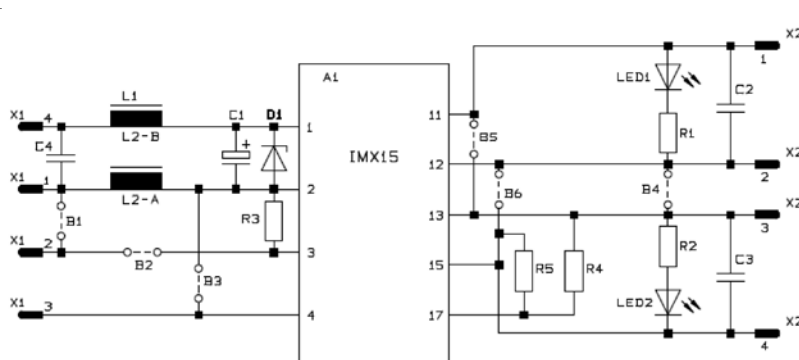 X2
1
A1
LED1
C2
L1
C1
D1
X1
4
11
1
+
R1
L2-B
B5
C4
IMX15
12
X2
2
X1
1
2
L2-A
B6
B4
B1
R3
13
X2
3
X1
2
3
B2
R2
C3
15
R5
R4
B3
X1
3
LED2
4
17
X2
4